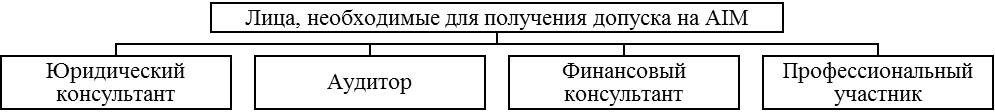 Лица, необходимые для получения допуска на AIM
Юридический
консультант
Аудитор
Финансовый
консультант
Профессиональный
участник